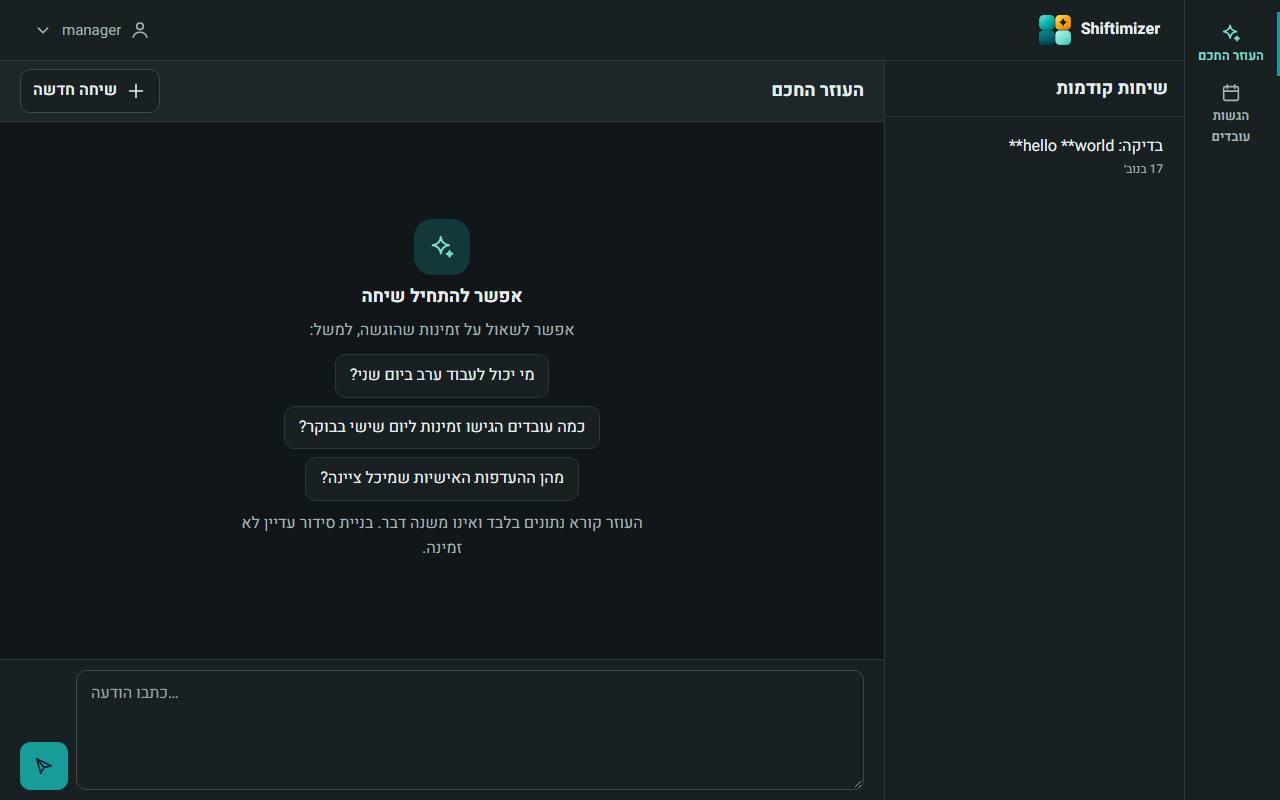 Shiftimizer
manager
העוזר החכם
הגשות
עובדים
שיחות קודמות
בדיקה: hello **world**
17 בנוב׳
העוזר החכם
שיחה חדשה
אפשר להתחיל שיחה
אפשר לשאול על זמינות שהוגשה, למשל:
מי יכול לעבוד ערב ביום שני?
כמה עובדים הגישו זמינות ליום שישי בבוקר?
מהן ההעדפות האישיות שמיכל ציינה?
העוזר קורא נתונים בלבד ואינו משנה דבר. בניית סידור עדיין לא
זמינה.
כתבו הודעה...